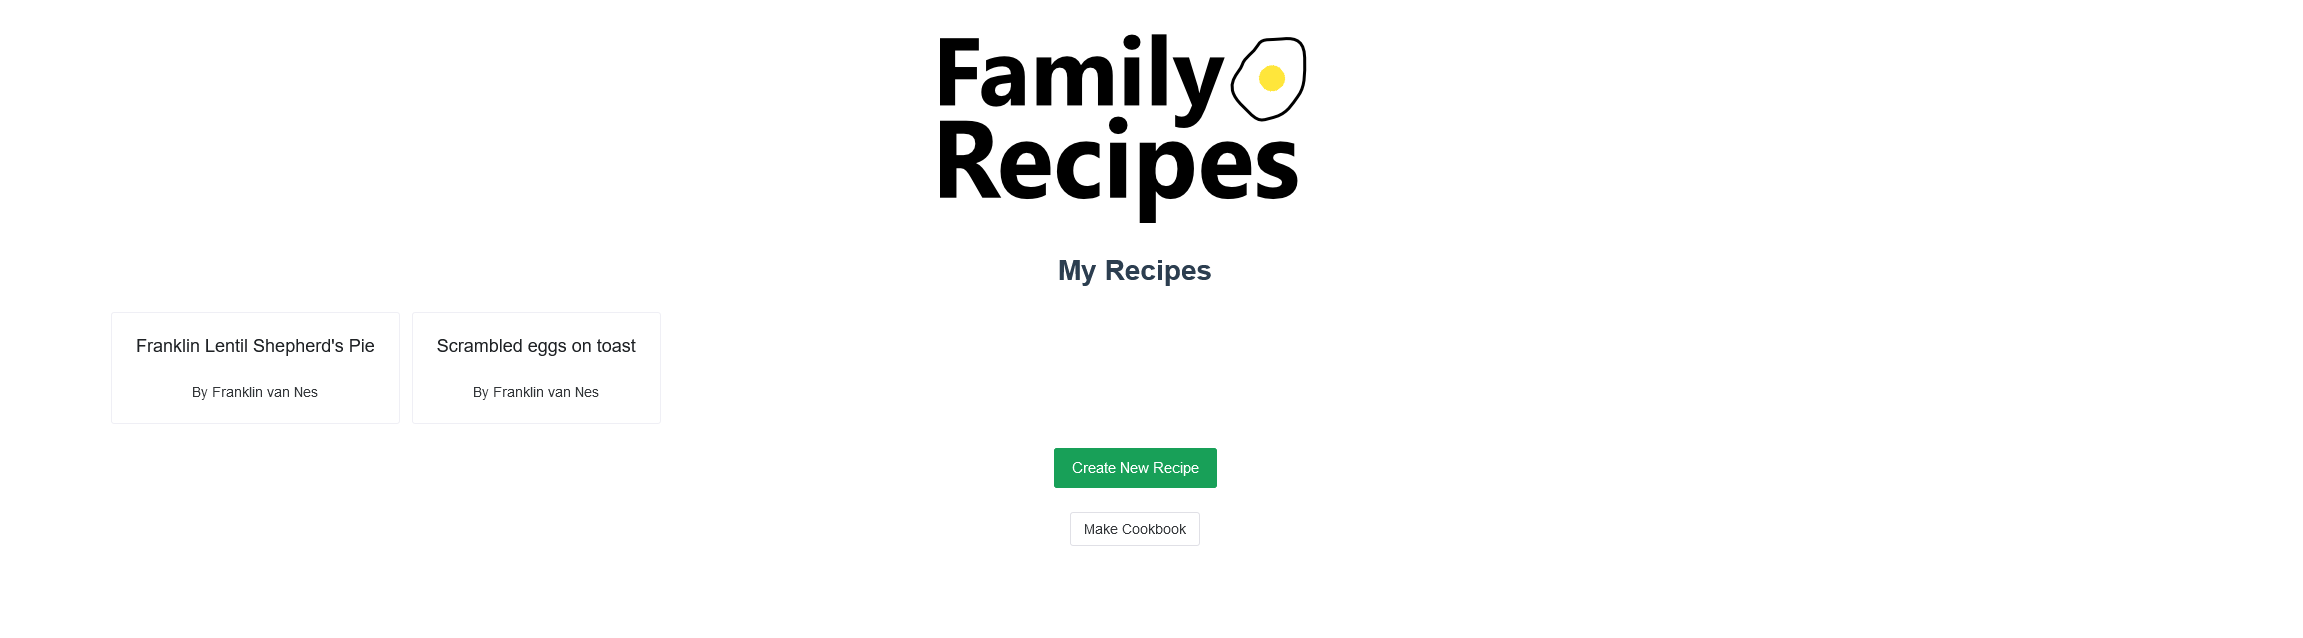 Family
Recipes
My Recipes
Franklin Lentil Shepherd's Pie
By Franklin van Nes
Scrambled eggs on toast
By Franklin van Nes
Create New Recipe
Make Cookbook